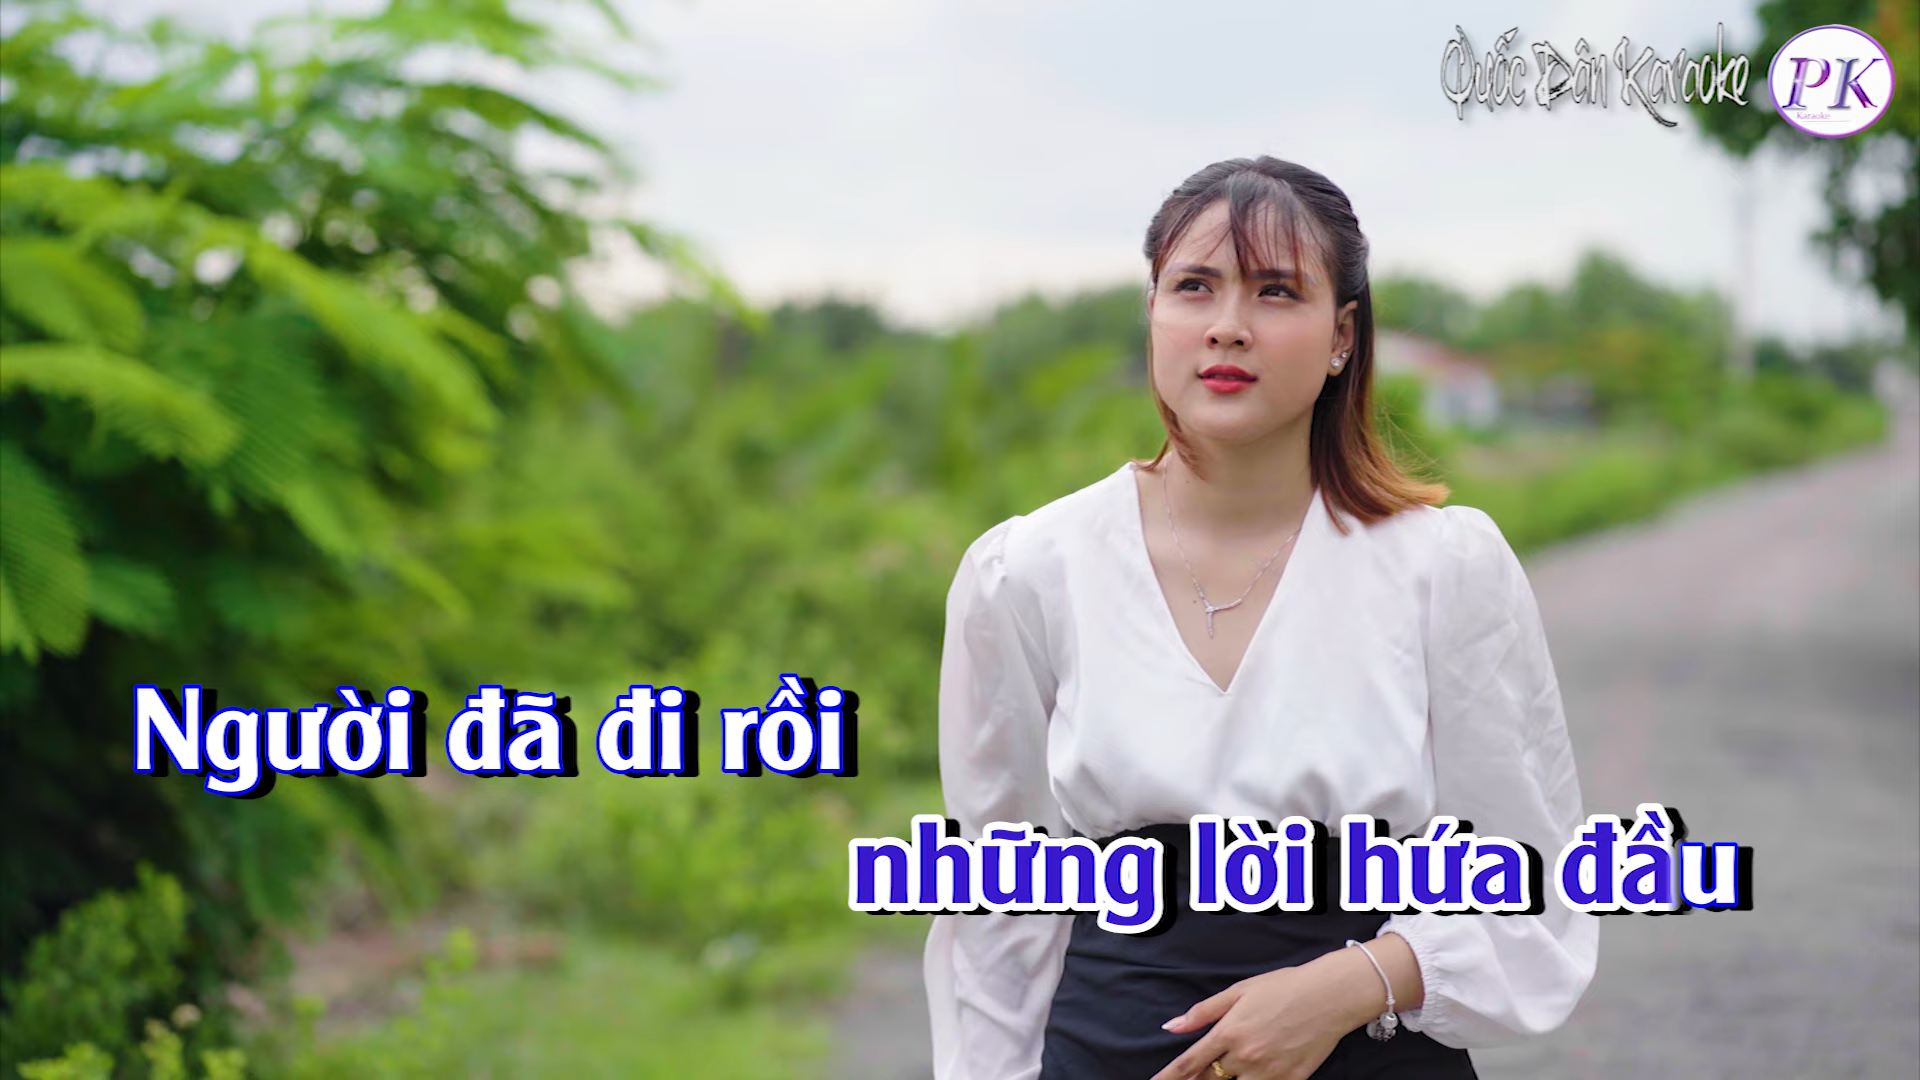 Quốc Dân Karaoke
PK
Karaoke
Người đã đi rồi
những lời hứa đầu